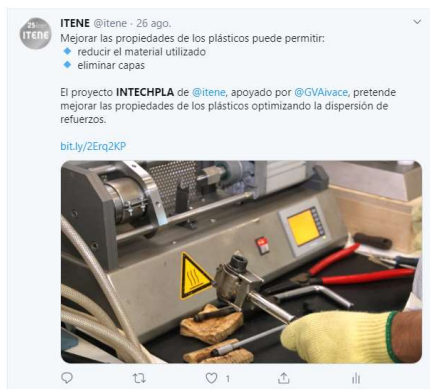 25
ITENE
ITENE @itene · 26 ago.
Mejorar las propiedades de los plásticos puede permitir:
🔹 reducir el material utilizado
🔹 eliminar capas
El proyecto INTECHPLA de @itene, apoyado por @GVAivace, pretende
mejorar las propiedades de los plásticos optimizando la dispersión de
refuerzos.
bit.ly/2Erq2KP
1